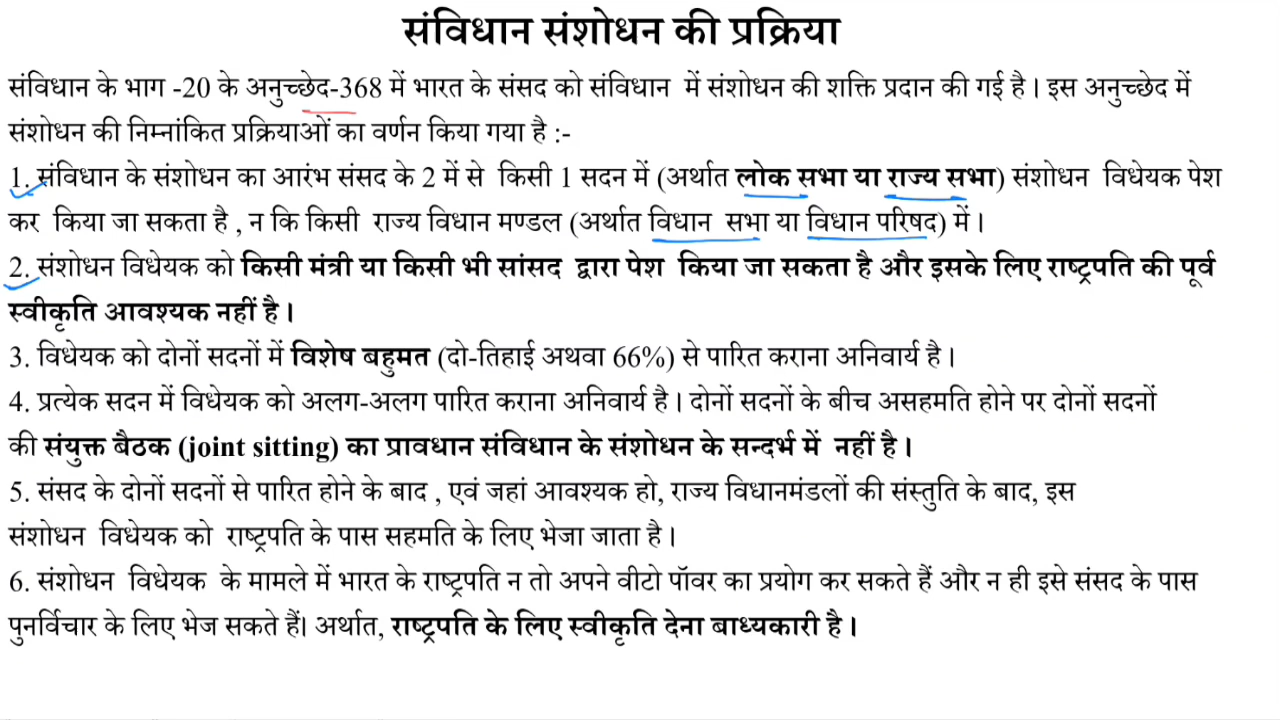 संविधान संशोधन की प्रक्रिया
संविधान के भाग -20 के अनुच्छेद-368 में भारत के संसद को संविधान में संशोधन की शक्ति प्रदान की गई है। इस अनुच्छेद में
संशोधन की निम्नांकित प्रक्रियाओं का वर्णन किया गया है :-
1. संविधान के संशोधन का आरंभ संसद के 2 में से किसी 1 सदन में (अर्थात लोक सभा या राज्य सभा) संशोधन विधेयक पेश
कर किया जा सकता है , न कि किसी राज्य विधान मण्डल (अर्थात विधान सभा या विधान परिषद) में।
2. संशोधन विधेयक को किसी मंत्री या किसी भी सांसद द्वारा पेश किया जा सकता है और इसके लिए राष्ट्रपति की पूर्व
स्वीकृति आवश्यक नहीं है।
3. विधेयक को दोनों सदनों में विशेष बहुमत (दो-तिहाई अथवा 66%) से पारित कराना अनिवार्य है।
4. प्रत्येक सदन में विधेयक को अलग-अलग पारित कराना अनिवार्य है। दोनों सदनों के बीच असहमति होने पर दोनों सदनों
की संयुक्त बैठक (joint sitting) का प्रावधान संविधान के संशोधन के सन्दर्भ में नहीं है।
5. संसद के दोनों सदनों से पारित होने के बाद , एवं जहां आवश्यक हो, राज्य विधानमंडलों की संस्तुति के बाद, इस
संशोधन विधेयक को राष्ट्रपति के पास सहमति के लिए भेजा जाता है।
6. संशोधन विधेयक के मामले में भारत के राष्ट्रपति न तो अपने वीटो पॉवर का प्रयोग कर सकते हैं और न ही इसे संसद के पास
पुनर्विचार के लिए भेज सकते हैं। अर्थात, राष्ट्रपति के लिए स्वीकृति देना बाध्यकारी है।